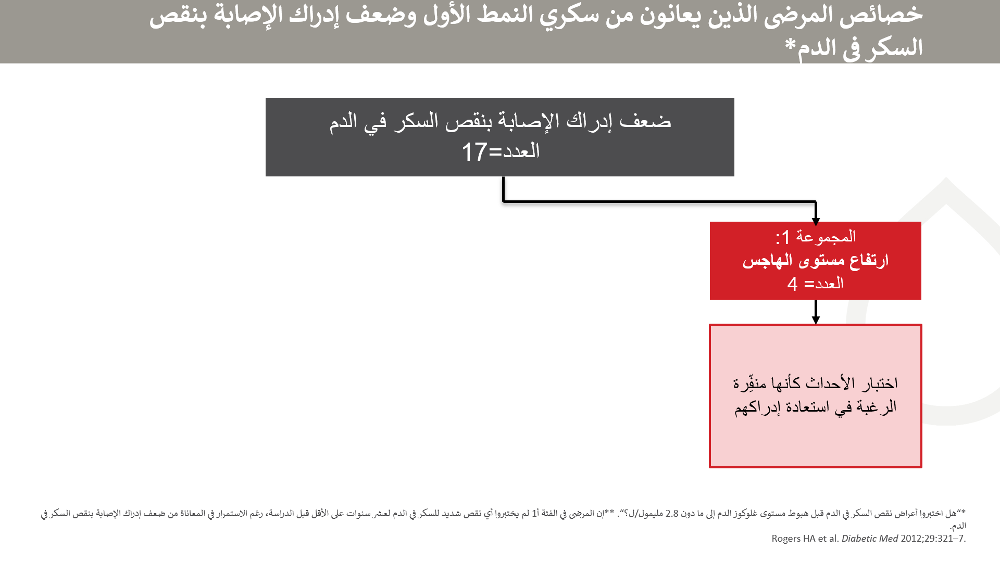 خصائص المرضى الذين يعانون من سكري النمط الأول وضعف إدراك الإصابة بنقص
السكر في الدم*
ضعف إدراك الإصابة بنقص السكر في الدم
العدد=17
المجموعة 1:
ارتفاع مستوى الهاجس
العدد= 4
اختبار الأحداث كأنها منفِّرة
الرغبة في استعادة إدراكهم
*“هل اختبروا أعراض نقص السكر في الدم قبل هبوط مستوى غلوكوز الدم إلى ما دون 2.8 مليمول/ل؟“. **إن المرضى في الفئة أ1 لم يختبروا أي نقص شديد للسكر في الدم لعشر سنوات على الأقل قبل الدراسة، رغم الاستمرار في المعاناة من ضعف إدراك الإصابة بنقص السكر في
الدم.
Rogers HA et al. Diabetic Med 2012;29:321–7.